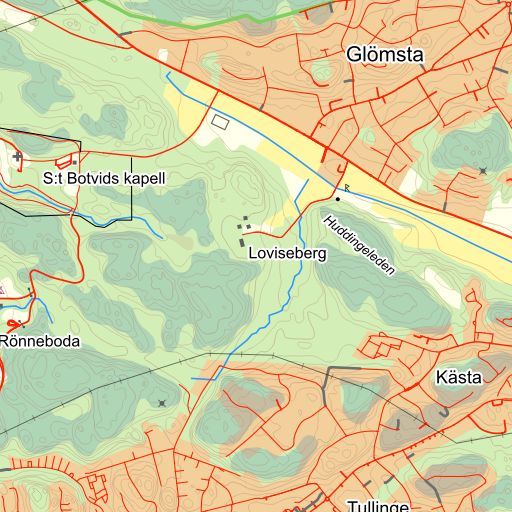 Glömsta
S:t Botvids kapell
R
Huddingeleden
Loviseberg
Rönneboda
Kästa
Tullinge